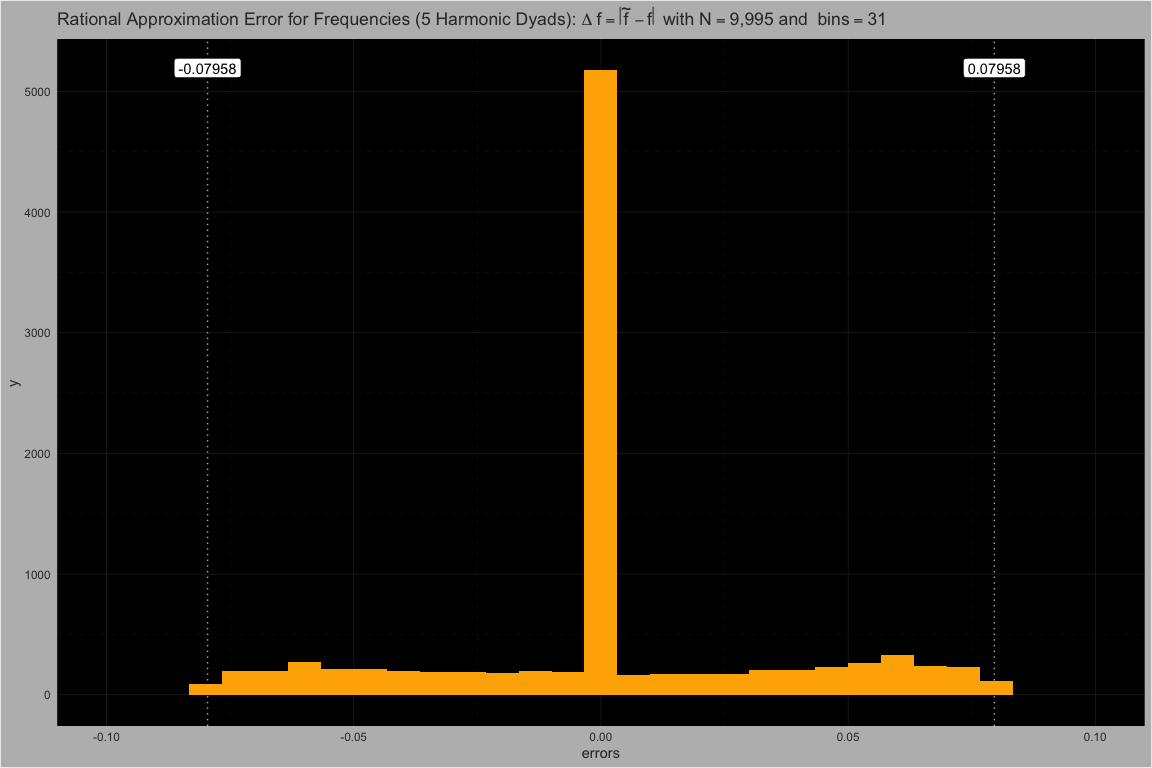 Rational Approximation Error for Frequencies (5 Harmonic Dyads): Δ f = |f̃ − f| with N = 9,995 and  bins = 31
-0.07958 0.07958
5000
4000
3000
y
2000
1000
0
-0.10 -0.05 0.00 0.05 0.10
errors